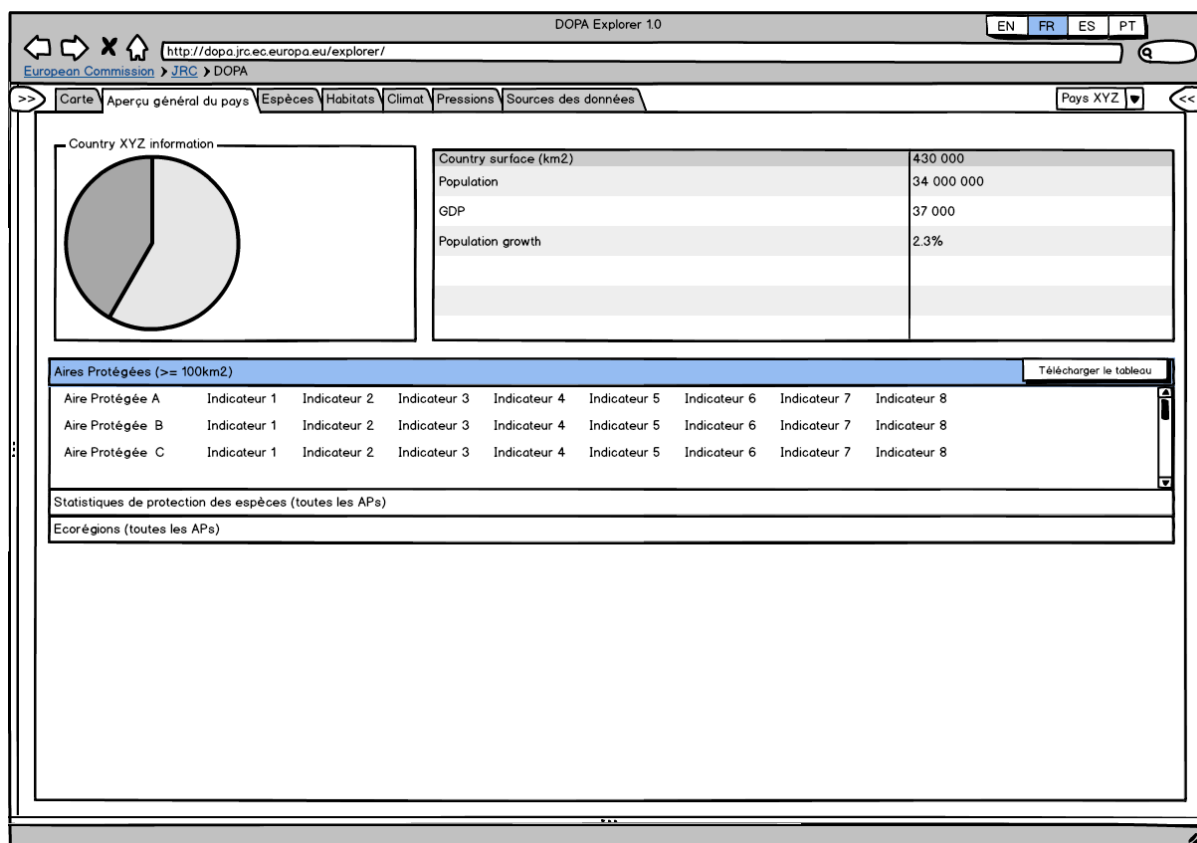 DOPA Explorer 1.0
EN FR ES PT
http://dopa.jrc.ec.europa.eu/explorer/
European Commission > JRC > DOPA
>> Carte Aperçu général du pays Espèces Habitats Climat Pressions Sources des données Pays XYZ <<
Country XYZ information
Country surface (km2) 430 000
Population 34 000 000
GDP 37 000
Population growth 2.3%
Aires Protégées (>= 100km2) Télécharger le tableau
Aire Protégée A Indicateur 1 Indicateur 2 Indicateur 3 Indicateur 4 Indicateur 5 Indicateur 6 Indicateur 7 Indicateur 8
Aire Protégée B Indicateur 1 Indicateur 2 Indicateur 3 Indicateur 4 Indicateur 5 Indicateur 6 Indicateur 7 Indicateur 8
Aire Protégée C Indicateur 1 Indicateur 2 Indicateur 3 Indicateur 4 Indicateur 5 Indicateur 6 Indicateur 7 Indicateur 8
Statistiques de protection des espèces (toutes les APs)
Ecorégions (toutes les APs)